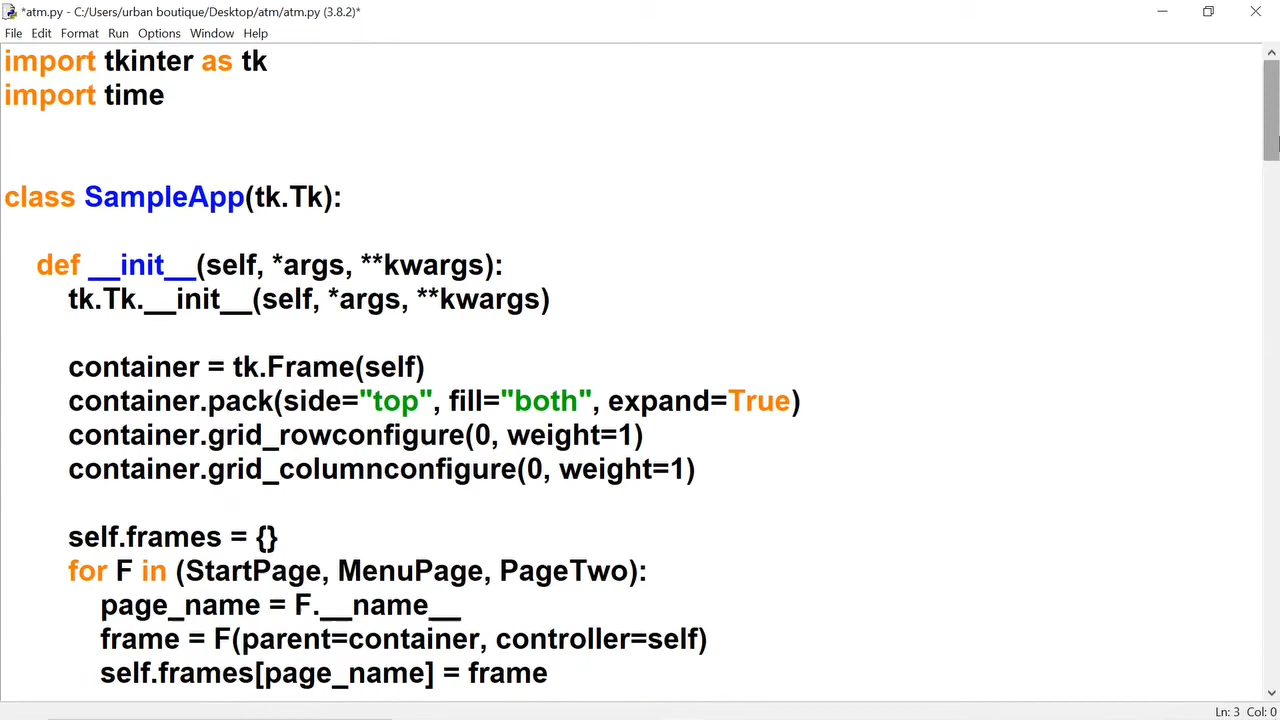 *atm.py - C:/Users/urban boutique/Desktop/atm/atm.py (3.8.2)*
File Edit Format Run Options Window Help
import tkinter as tk
import time
class SampleApp(tk.Tk):
def __init__(self, *args, **kwargs):
tk.Tk.__init__(self, *args, **kwargs)
container = tk.Frame(self)
container.pack(side="top", fill="both", expand=True)
container.grid_rowconfigure(0, weight=1)
container.grid_columnconfigure(0, weight=1)
self.frames = {}
for F in (StartPage, MenuPage, PageTwo):
page_name = F.__name__
frame = F(parent=container, controller=self)
self.frames[page_name] = frame
Ln: 3 Col: 0